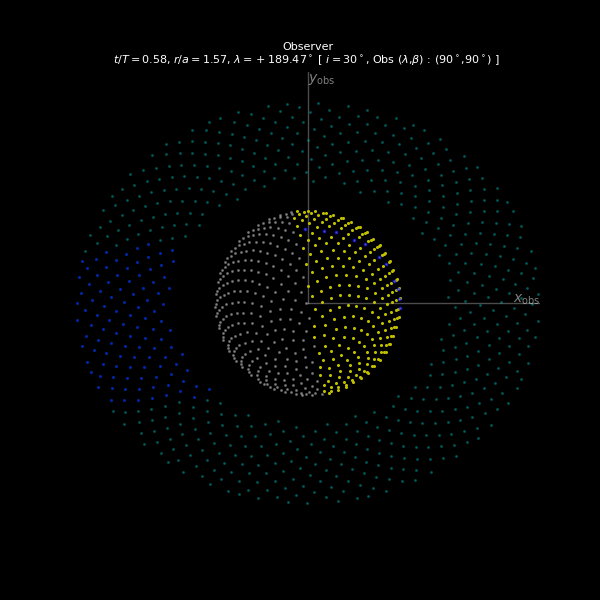 Observer
t/T = 0.58, r/a = 1.57, λ = +189.47° [ i = 30°, Obs (λ,β) : (90°,90°) ]
y_obs
x_obs